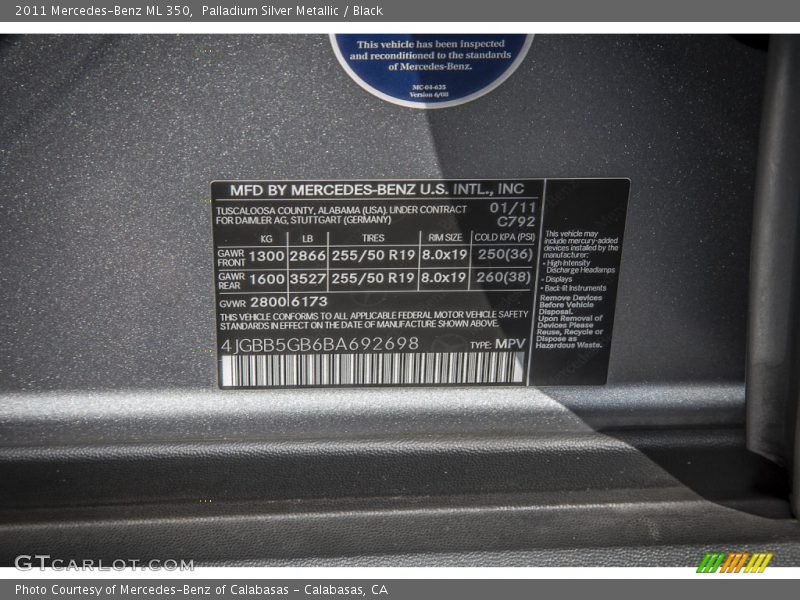 2011 Mercedes-Benz ML 350,  Palladium Silver Metallic / Black
This vehicle has been inspected
and reconditioned to the standards
of Mercedes-Benz.
MC-04-635
Version 6/08
MFD BY MERCEDES-BENZ U.S. INTL., INC
TUSCALOOSA COUNTY, ALABAMA (USA), UNDER CONTRACT 01/11
FOR DAIMLER AG, STUTTGART (GERMANY) C792
KG LB TIRES RIM SIZE COLD KPA (PSI)
GAWR FRONT 1300 2866 255/50 R19 8.0x19 250(36)
GAWR REAR 1600 3527 255/50 R19 8.0x19 260(38)
GVWR 2800 6173
THIS VEHICLE CONFORMS TO ALL APPLICABLE FEDERAL MOTOR VEHICLE SAFETY
STANDARDS IN EFFECT ON THE DATE OF MANUFACTURE SHOWN ABOVE.
4JGBB5GB6BA692698 TYPE: MPV
This vehicle may
include mercury-added
devices installed by the
manufacturer:
• High Intensity
Discharge Headlamps
• Displays
• Back-lit Instruments
Remove Devices
Before Vehicle
Disposal.
Upon Removal of
Devices Please
Reuse, Recycle or
Dispose as
Hazardous Waste.
GTCARLOT.COM
Photo Courtesy of Mercedes-Benz of Calabasas - Calabasas, CA